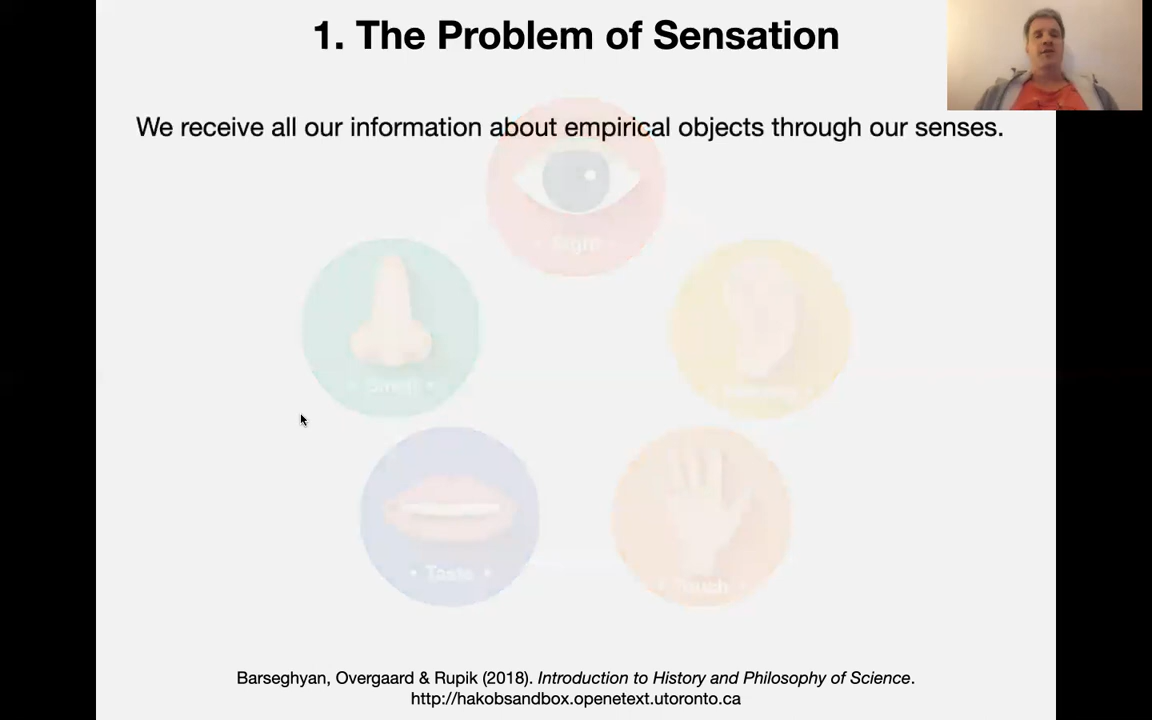 1. The Problem of Sensation
We receive all our information about empirical objects through our senses.
Sight
Smell
Taste
Touch
Barseghyan, Overgaard & Rupik (2018). Introduction to History and Philosophy of Science.
http://hakobsandbox.openetext.utoronto.ca